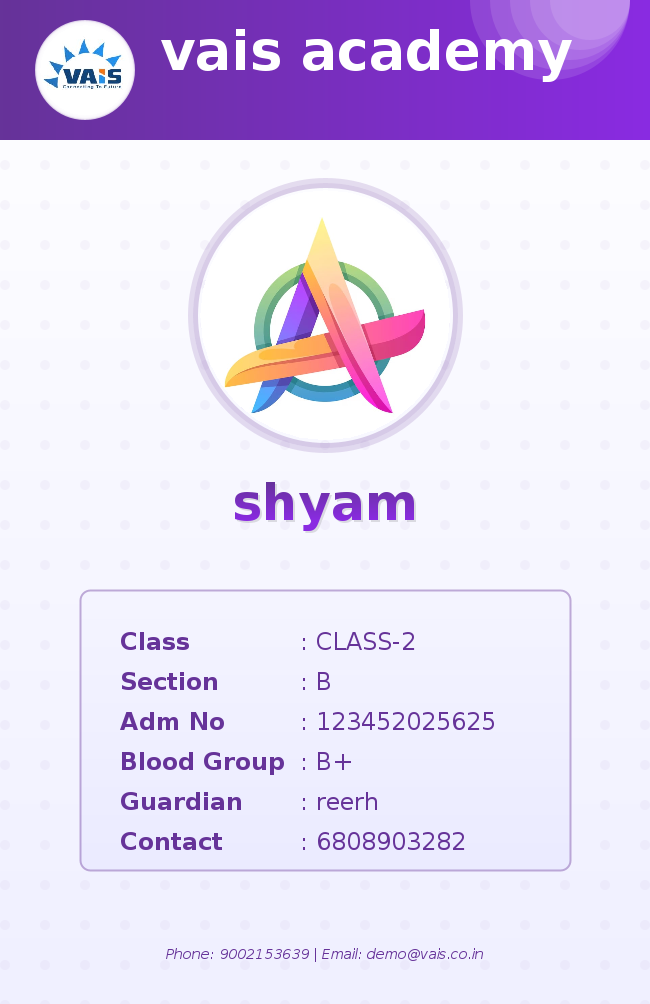 VAIS
Connecting To Future
vais academy
shyam
Class : CLASS-2
Section : B
Adm No : 123452025625
Blood Group : B+
Guardian : reerh
Contact : 6808903282
Phone: 9002153639 | Email: demo@vais.co.in